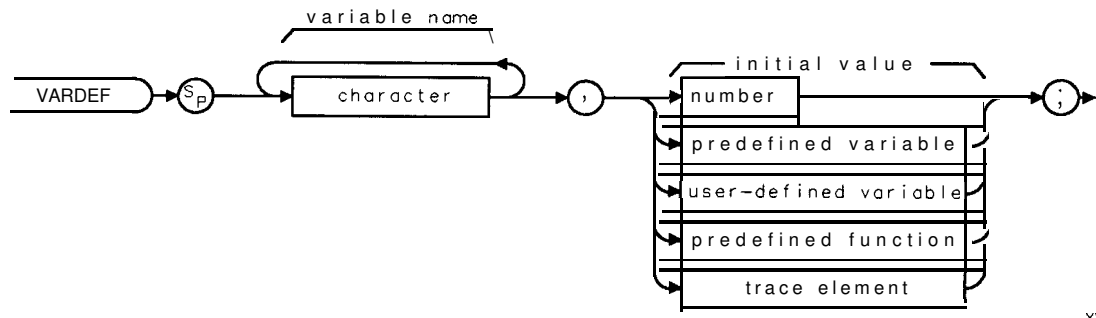 variable name
VARDEF
SP
character
,
initial value
number
predefined variable
user-defined variable
predefined function
trace element
;